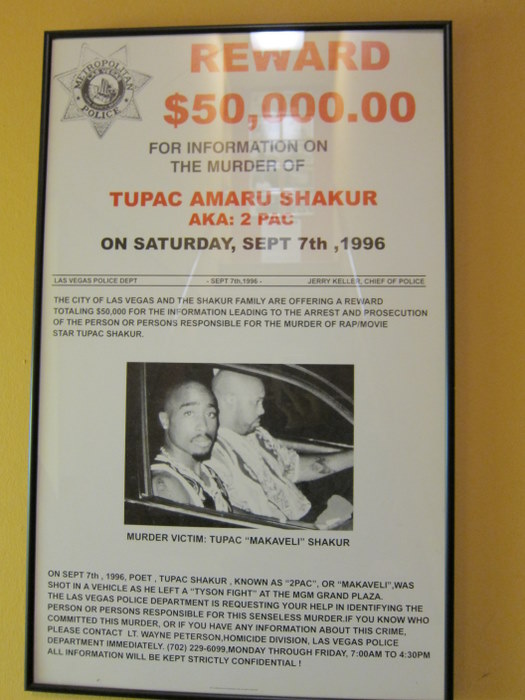 REWARD
METROPOLITAN
POLICE
$50,000.00
FOR INFORMATION ON
THE MURDER OF
TUPAC AMARU SHAKUR
AKA: 2 PAC
ON SATURDAY, SEPT 7th ,1996
LAS VEGAS POLICE DEPT - SEPT 7th,1996 - JERRY KELLER, CHIEF OF POLICE
THE CITY OF LAS VEGAS AND THE SHAKUR FAMILY ARE OFFERING A REWARD
TOTALING $50,000 FOR THE INFORMATION LEADING TO THE ARREST AND PROSECUTION
OF THE PERSON OR PERSONS RESPONSIBLE FOR THE MURDER OF RAP/MOVIE
STAR TUPAC SHAKUR.
MURDER VICTIM: TUPAC "MAKAVELI" SHAKUR
ON SEPT 7th , 1996, POET , TUPAC SHAKUR , KNOWN AS "2PAC", OR "MAKAVELI",WAS
SHOT IN A VEHICLE AS HE LEFT A "TYSON FIGHT" AT THE MGM GRAND PLAZA.
THE LAS VEGAS POLICE DEPARTMENT IS REQUESTING YOUR HELP IN IDENTIFYING THE
PERSON OR PERSONS RESPONSIBLE FOR THIS SENSELESS MURDER.IF YOU KNOW WHO
COMMITTED THIS MURDER, OR IF YOU HAVE ANY INFORMATION ABOUT THIS CRIME,
PLEASE CONTACT LT. WAYNE PETERSON,HOMICIDE DIVISION, LAS VEGAS POLICE
DEPARTMENT IMMEDIATELY. (702) 229-6099,MONDAY THROUGH FRIDAY, 7:00AM TO 4:30PM
ALL INFORMATION WILL BE KEPT STRICTLY CONFIDENTIAL !